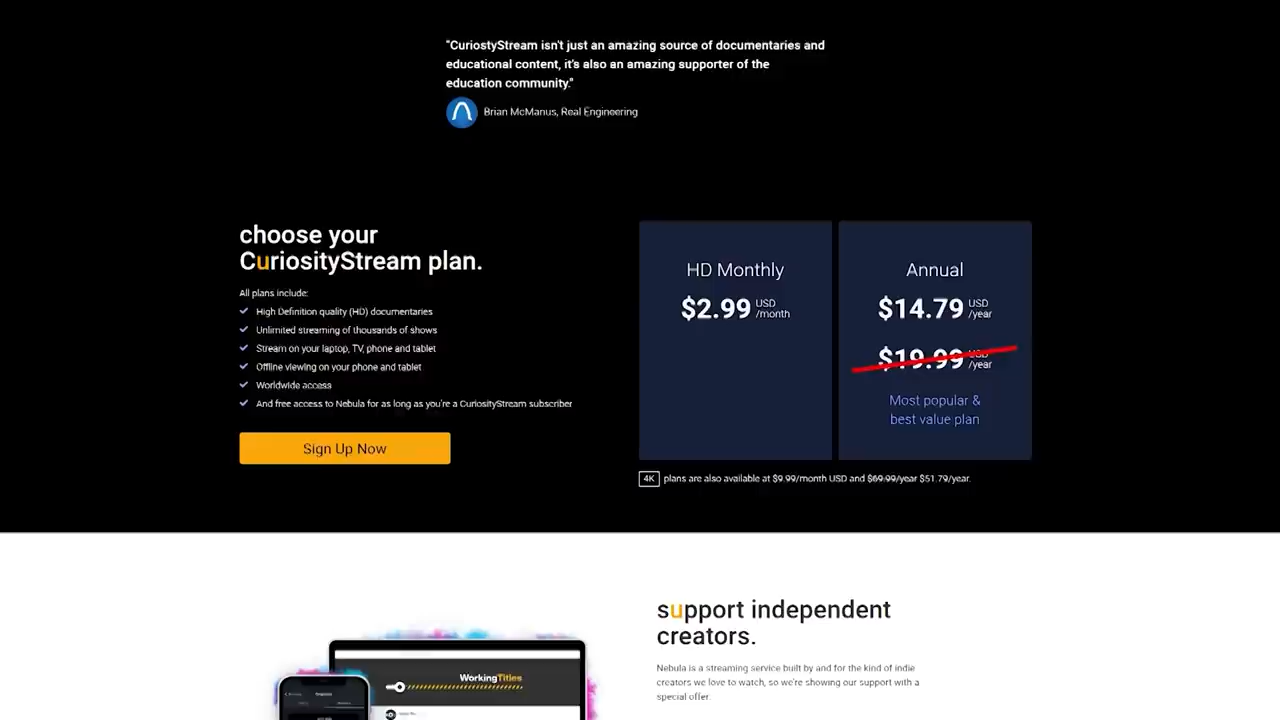 "CuriostyStream isn't just an amazing source of documentaries and
educational content, it's also an amazing supporter of the
education community."
Brian McManus, Real Engineering
choose your
CuriosityStream plan.
All plans include:
High Definition quality (HD) documentaries
Unlimited streaming of thousands of shows
Stream on your laptop, TV, phone and tablet
Offline viewing on your phone and tablet
Worldwide access
And free access to Nebula for as long as you're a CuriosityStream subscriber
Sign Up Now
HD Monthly
$2.99 USD /month
Annual
$14.79 USD /year
$19.99 USD /year
Most popular &
best value plan
4K plans are also available at $9.99/month USD and $69.99/year $51.79/year.
support independent
creators.
Nebula is a streaming service built by and for the kind of indie
creators we love to watch, so we're showing our support with a
special offer.
WorkingTitles